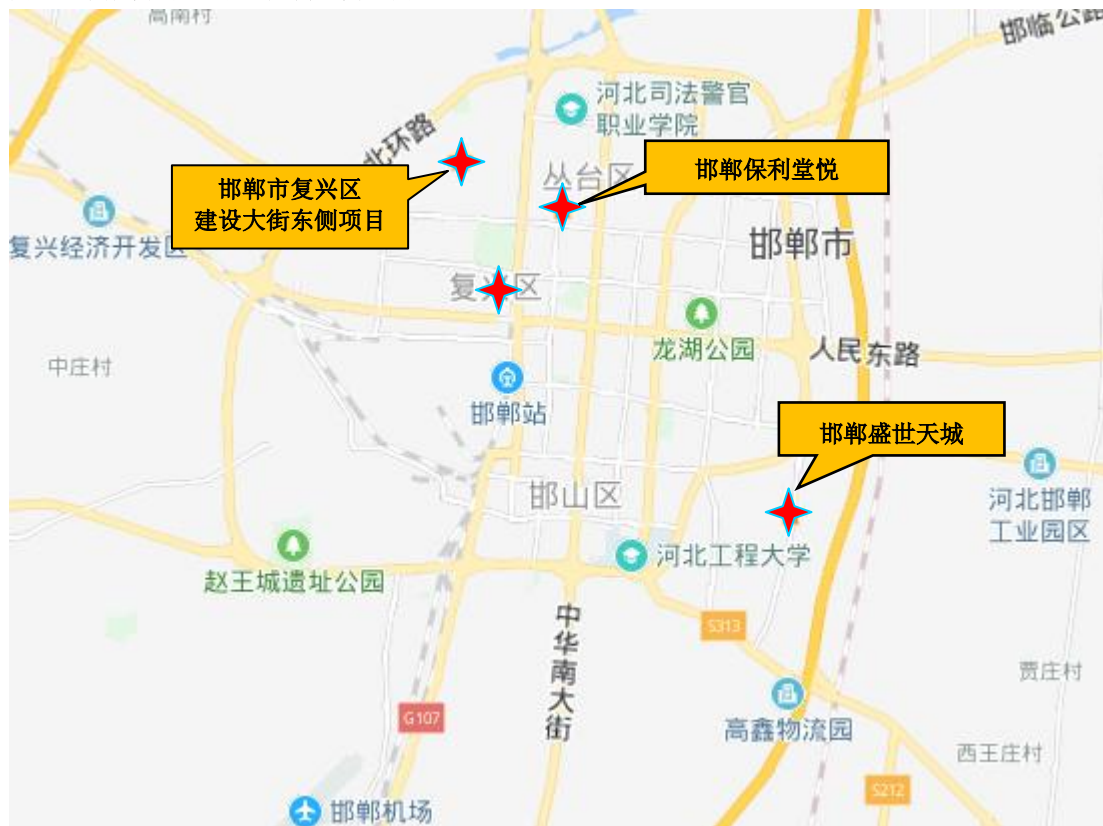 高南村
邯临公路
河北司法警官
职业学院
北环路
丛台区
邯郸保利堂悦
邯郸市复兴区
建设大街东侧项目
复兴经济开发区
邯郸市
复兴区
龙湖公园
人民东路
中庄村
邯郸站
邯郸盛世天城
邯山区
河北邯郸
工业园区
河北工程大学
赵王城遗址公园
中华南大街
S313
贾庄村
G107
高鑫物流园
西王庄村
S212
邯郸机场